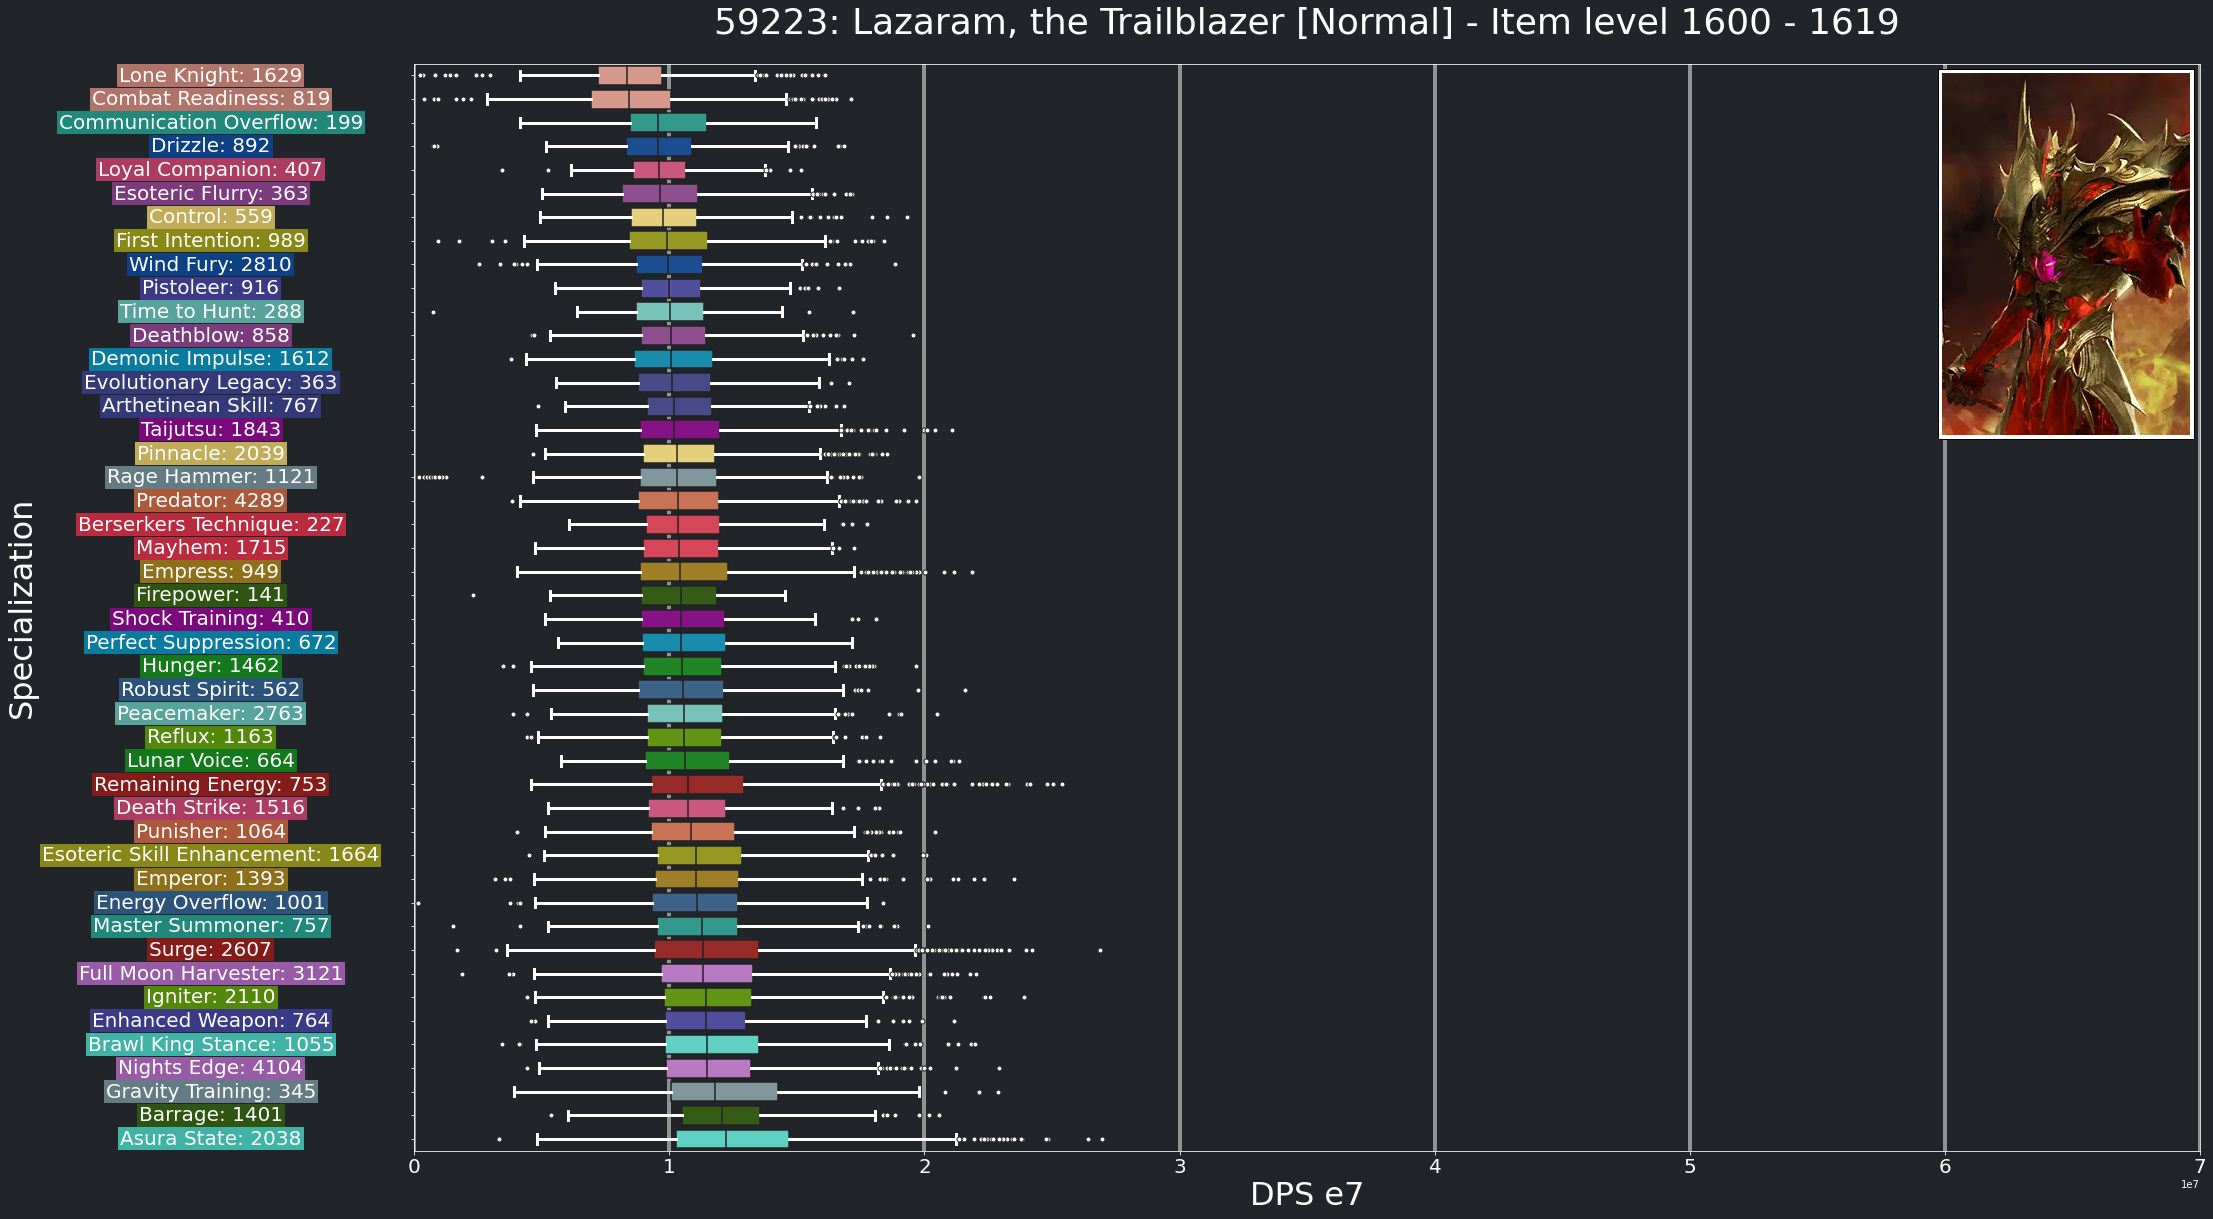 59223: Lazaram, the Trailblazer [Normal] - Item level 1600 - 1619
Specialization
Lone Knight: 1629
Combat Readiness: 819
Communication Overflow: 199
Drizzle: 892
Loyal Companion: 407
Esoteric Flurry: 363
Control: 559
First Intention: 989
Wind Fury: 2810
Pistoleer: 916
Time to Hunt: 288
Deathblow: 858
Demonic Impulse: 1612
Evolutionary Legacy: 363
Arthetinean Skill: 767
Taijutsu: 1843
Pinnacle: 2039
Rage Hammer: 1121
Predator: 4289
Berserkers Technique: 227
Mayhem: 1715
Empress: 949
Firepower: 141
Shock Training: 410
Perfect Suppression: 672
Hunger: 1462
Robust Spirit: 562
Peacemaker: 2763
Reflux: 1163
Lunar Voice: 664
Remaining Energy: 753
Death Strike: 1516
Punisher: 1064
Esoteric Skill Enhancement: 1664
Emperor: 1393
Energy Overflow: 1001
Master Summoner: 757
Surge: 2607
Full Moon Harvester: 3121
Igniter: 2110
Enhanced Weapon: 764
Brawl King Stance: 1055
Nights Edge: 4104
Gravity Training: 345
Barrage: 1401
Asura State: 2038
0 1 2 3 4 5 6 7
1e7
DPS e7